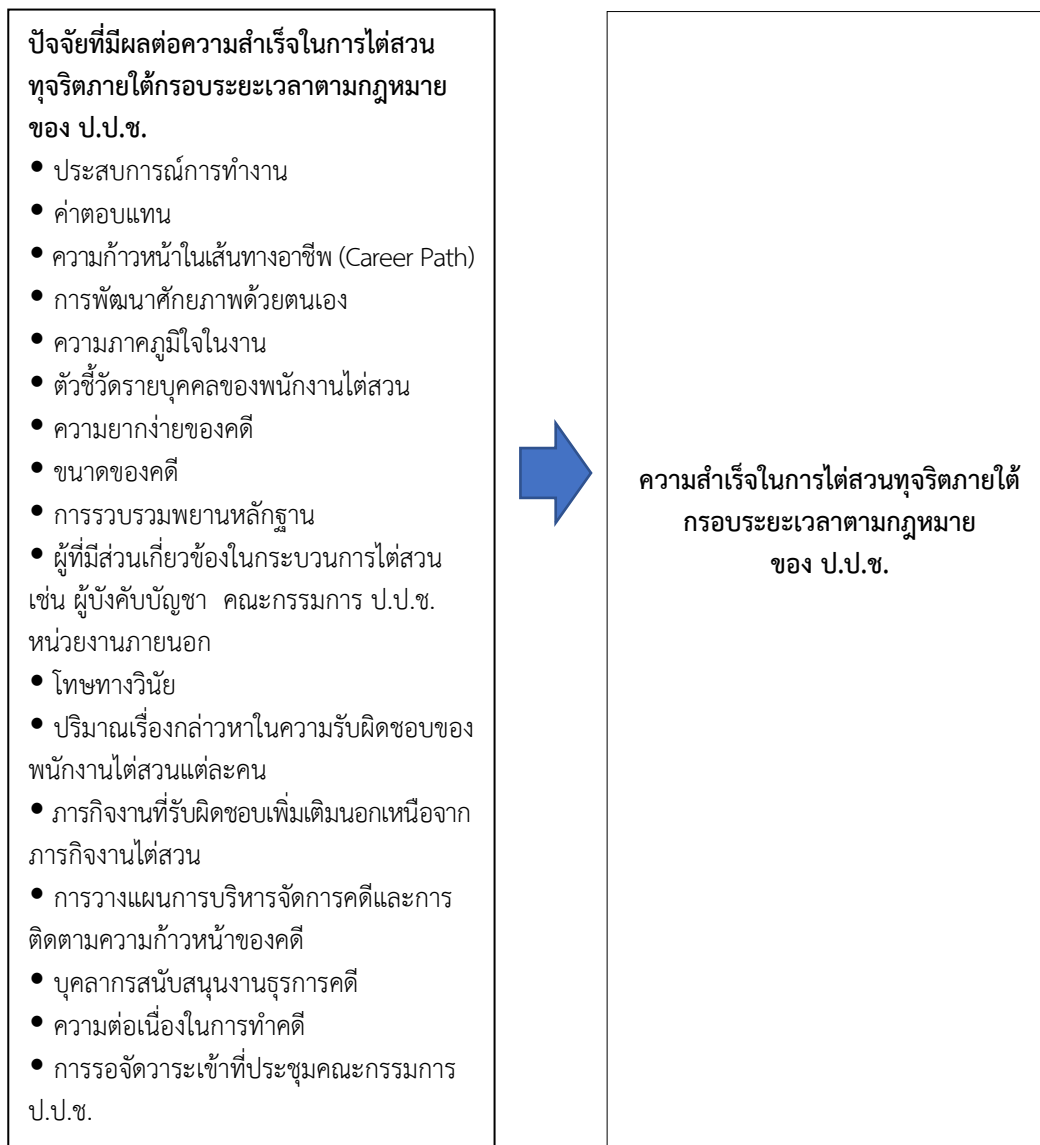 ปัจจัยที่มีผลต่อความสำเร็จในการไต่สวน
ทุจริตภายใต้กรอบระยะเวลาตามกฎหมาย
ของ ป.ป.ช.
• ประสบการณ์การทำงาน
• ค่าตอบแทน
• ความก้าวหน้าในเส้นทางอาชีพ (Career Path)
• การพัฒนาศักยภาพด้วยตนเอง
• ความภาคภูมิใจในงาน
• ตัวชี้วัดรายบุคคลของพนักงานไต่สวน
• ความยากง่ายของคดี
• ขนาดของคดี
• การรวบรวมพยานหลักฐาน
• ผู้ที่มีส่วนเกี่ยวข้องในกระบวนการไต่สวน
เช่น ผู้บังคับบัญชา คณะกรรมการ ป.ป.ช.
หน่วยงานภายนอก
• โทษทางวินัย
• ปริมาณเรื่องกล่าวหาในความรับผิดชอบของ
พนักงานไต่สวนแต่ละคน
• ภารกิจงานที่รับผิดชอบเพิ่มเติมนอกเหนือจาก
ภารกิจงานไต่สวน
• การวางแผนการบริหารจัดการคดีและการ
ติดตามความก้าวหน้าของคดี
• บุคลากรสนับสนุนงานธุรการคดี
• ความต่อเนื่องในการทำคดี
• การรอจัดวาระเข้าที่ประชุมคณะกรรมการ
ป.ป.ช.
ความสำเร็จในการไต่สวนทุจริตภายใต้
กรอบระยะเวลาตามกฎหมาย
ของ ป.ป.ช.